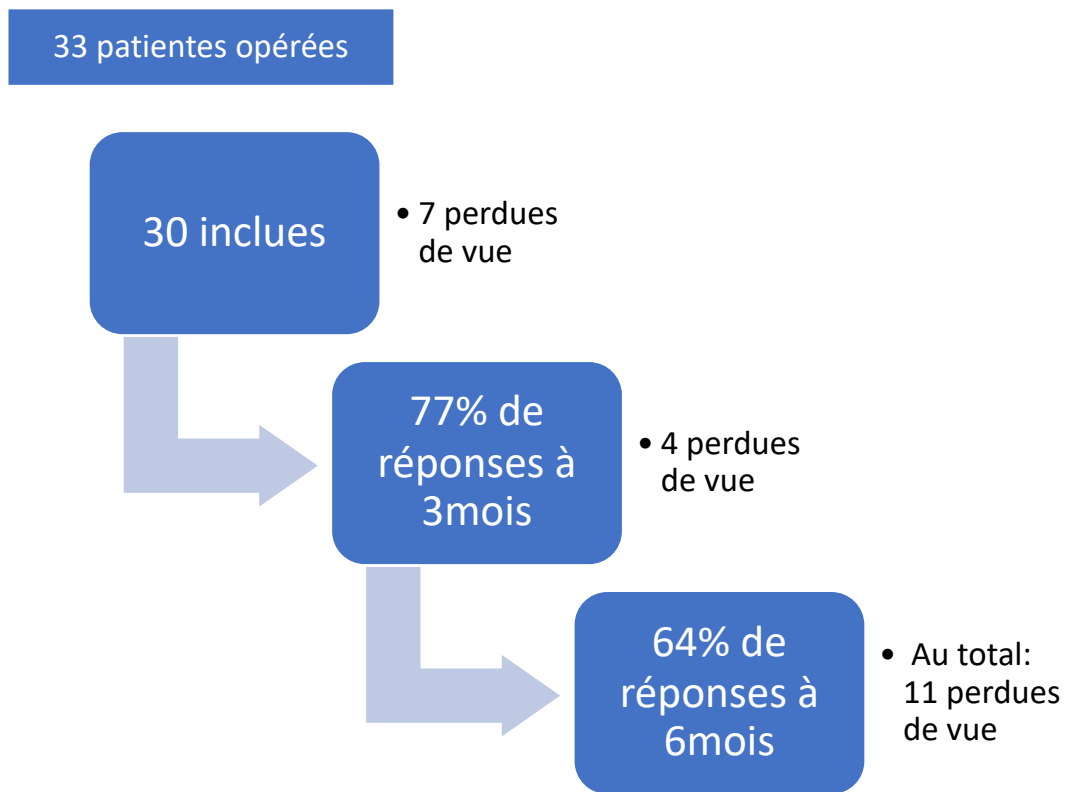 33 patientes opérées
30 inclues
• 7 perdues
de vue
77% de
réponses à
3mois
• 4 perdues
de vue
64% de
réponses à
6mois
• Au total:
11 perdues
de vue